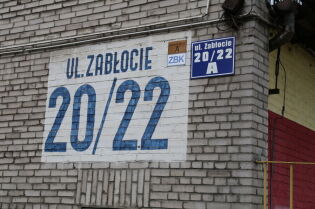 UL. ZABŁOCIE
20/22
ZBK
ul. Zabłocie
20/22
A